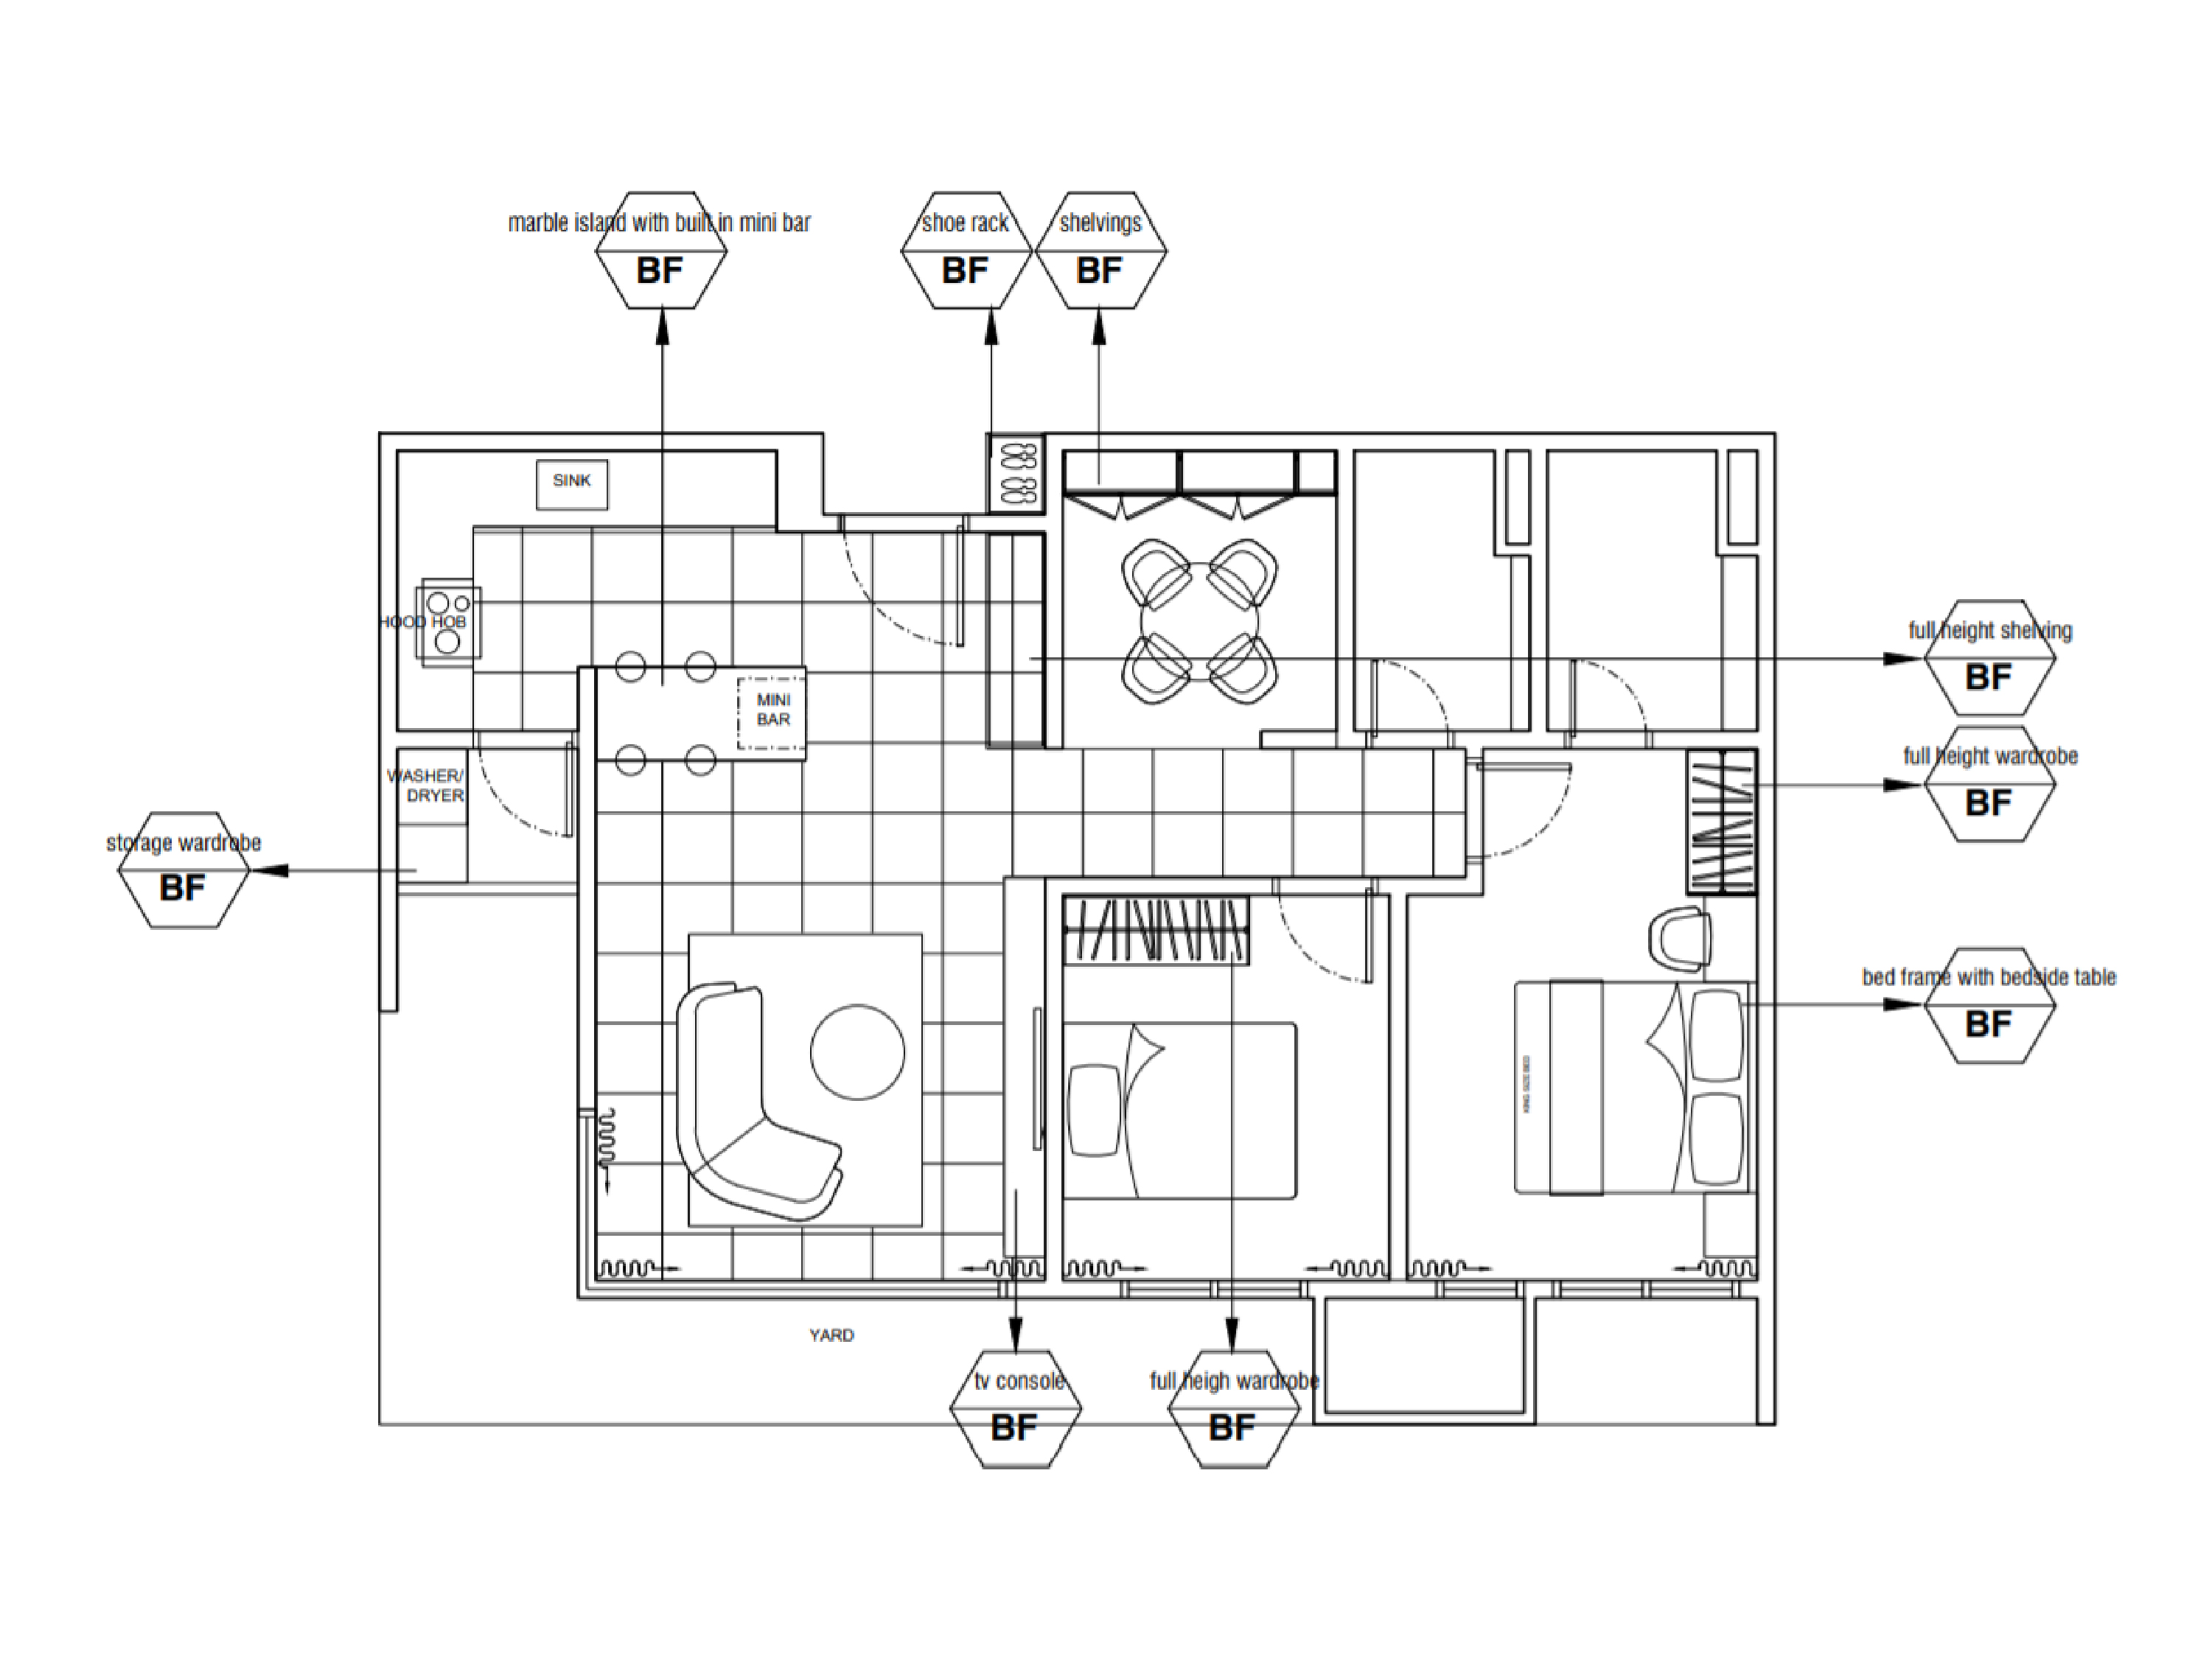 marble island with built in mini bar
BF
shoe rack
BF
shelvings
BF
SINK
HOOD HOB
MINI
BAR
full height shelving
BF
WASHER/
DRYER
full height wardrobe
BF
storage wardrobe
BF
bed frame with bedside table
BF
KING SIZE BED
YARD
tv console
BF
full heigh wardrobe
BF